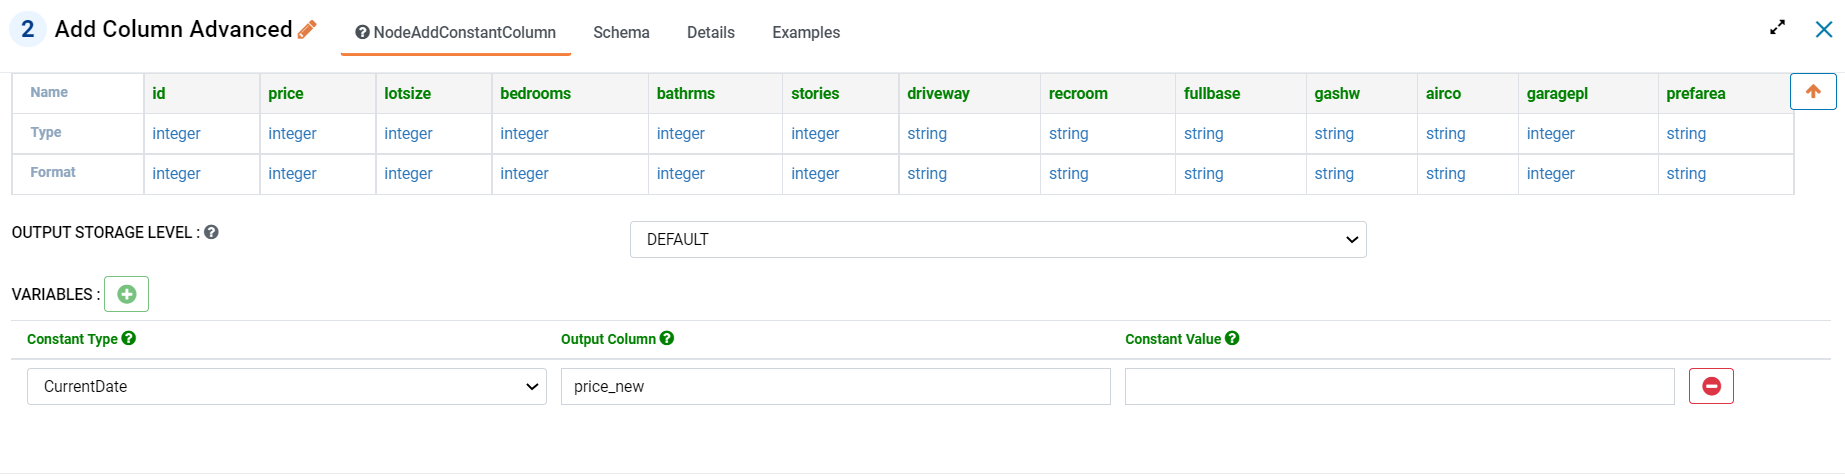 2 Add Column Advanced NodeAddConstantColumn Schema Details Examples
Name id price lotsize bedrooms bathrms stories driveway recroom fullbase gashw airco garagepl prefarea
Type integer integer integer integer integer integer string string string string string integer string
Format integer integer integer integer integer integer string string string string string integer string
OUTPUT STORAGE LEVEL : DEFAULT
VARIABLES :
Constant Type Output Column Constant Value
CurrentDate price_new